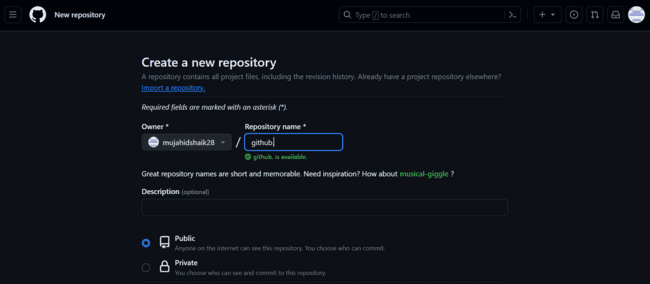 New repository
Type / to search
Create a new repository
A repository contains all project files, including the revision history. Already have a project repository elsewhere?
Import a repository.
Required fields are marked with an asterisk (*).
Owner *
Repository name *
mujahidshaik28 / github.
github. is available.
Great repository names are short and memorable. Need inspiration? How about musical-giggle ?
Description (optional)
Public
Anyone on the internet can see this repository. You choose who can commit.
Private
You choose who can see and commit to this repository.